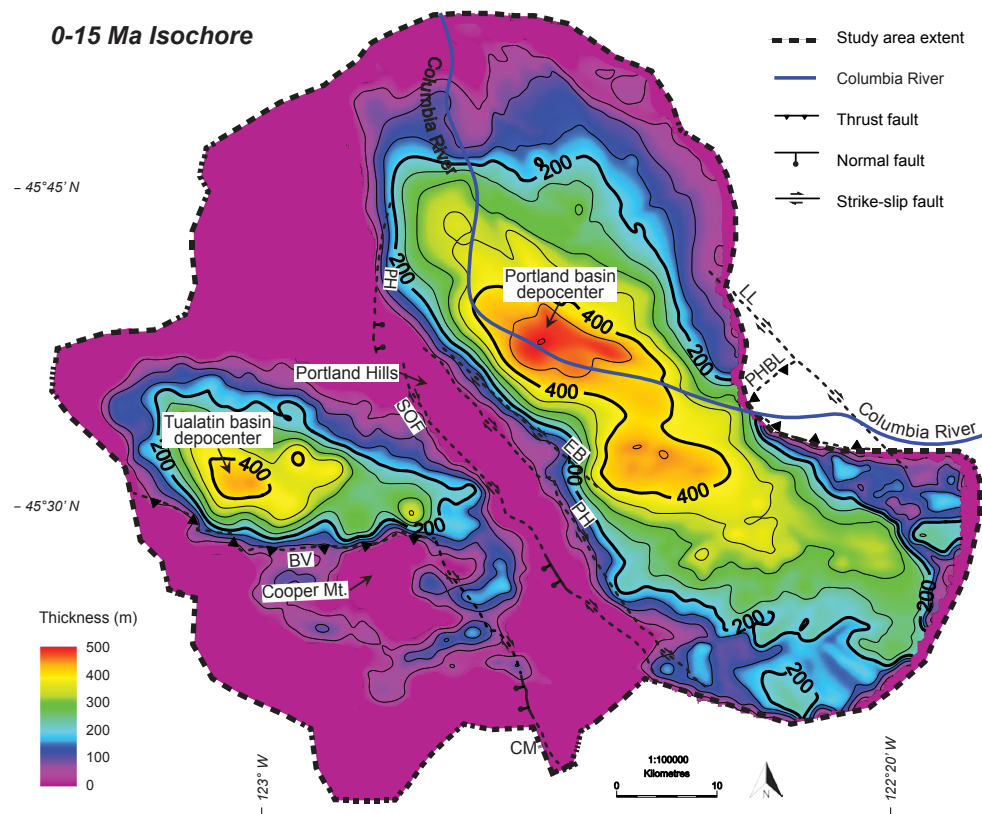 0-15 Ma Isochore
Study area extent
Columbia River
Thrust fault
Normal fault
Strike-slip fault
Columbia River
– 45°45' N
200
200
PH
Portland basin
depocenter
400
LL
200
PHBL
400
Columbia River
Portland Hills
SOF
Tualatin basin
depocenter
200
400
EB
400
– 45°30' N
200
PH
BV
Cooper Mt.
200
200
200
Thickness (m)
500
400
300
200
100
0
CM
1:100000
Kilometres
0
10
N
– 123° W
– 122°20' W